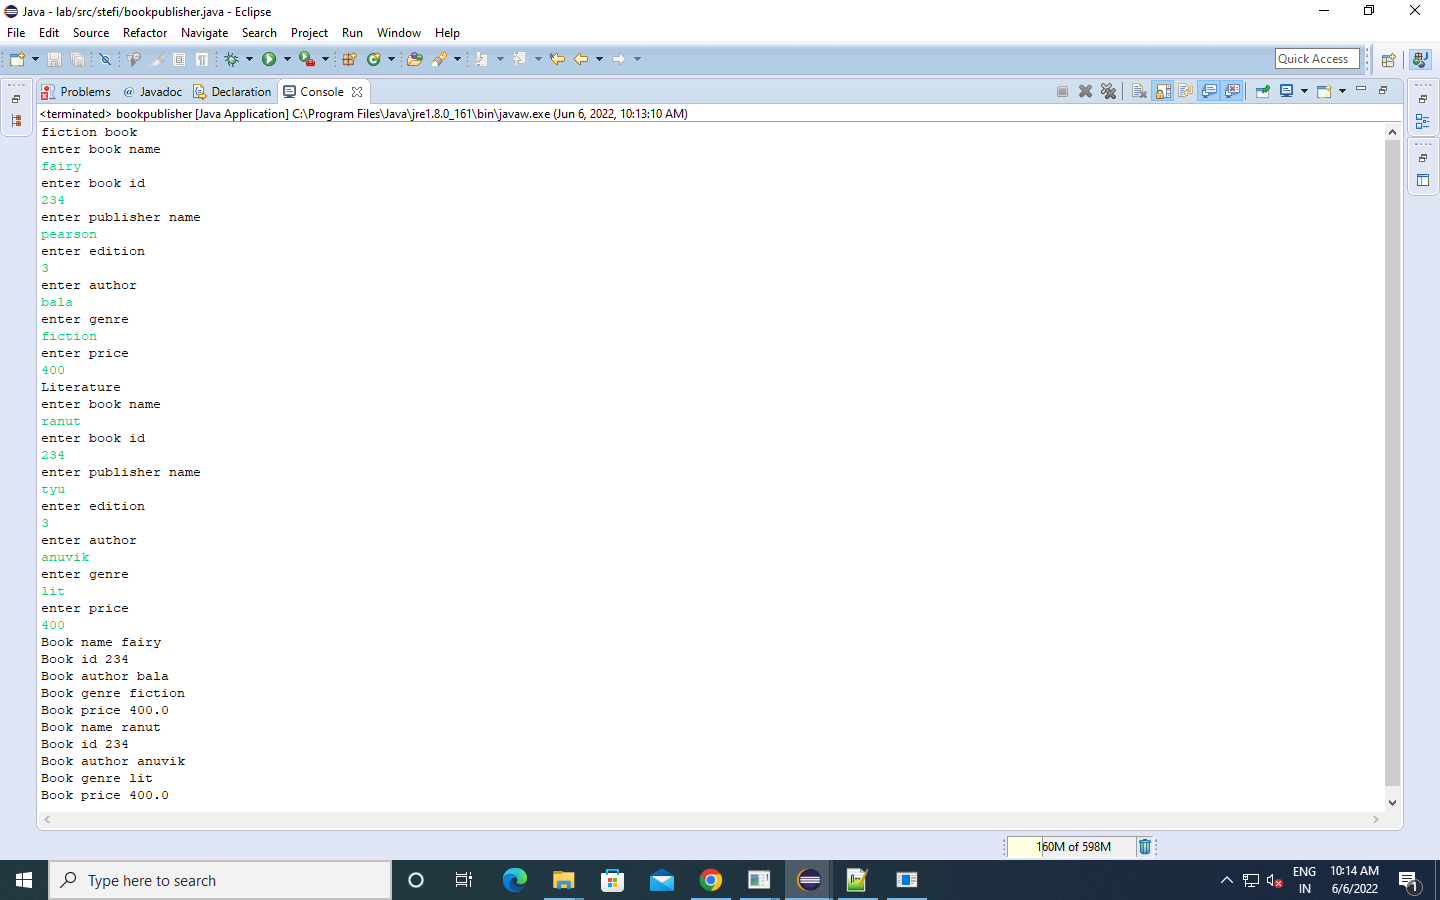 Java - lab/src/stefi/bookpublisher.java - Eclipse
File Edit Source Refactor Navigate Search Project Run Window Help
Quick Access
Problems @ Javadoc Declaration Console
<terminated> bookpublisher [Java Application] C:\Program Files\Java\jre1.8.0_161\bin\javaw.exe (Jun 6, 2022, 10:13:10 AM)
fiction book
enter book name
fairy
enter book id
234
enter publisher name
pearson
enter edition
3
enter author
bala
enter genre
fiction
enter price
400
Literature
enter book name
ranut
enter book id
234
enter publisher name
tyu
enter edition
3
enter author
anuvik
enter genre
lit
enter price
400
Book name fairy
Book id 234
Book author bala
Book genre fiction
Book price 400.0
Book name ranut
Book id 234
Book author anuvik
Book genre lit
Book price 400.0
160M of 598M
Type here to search
ENG
IN
10:14 AM
6/6/2022
1